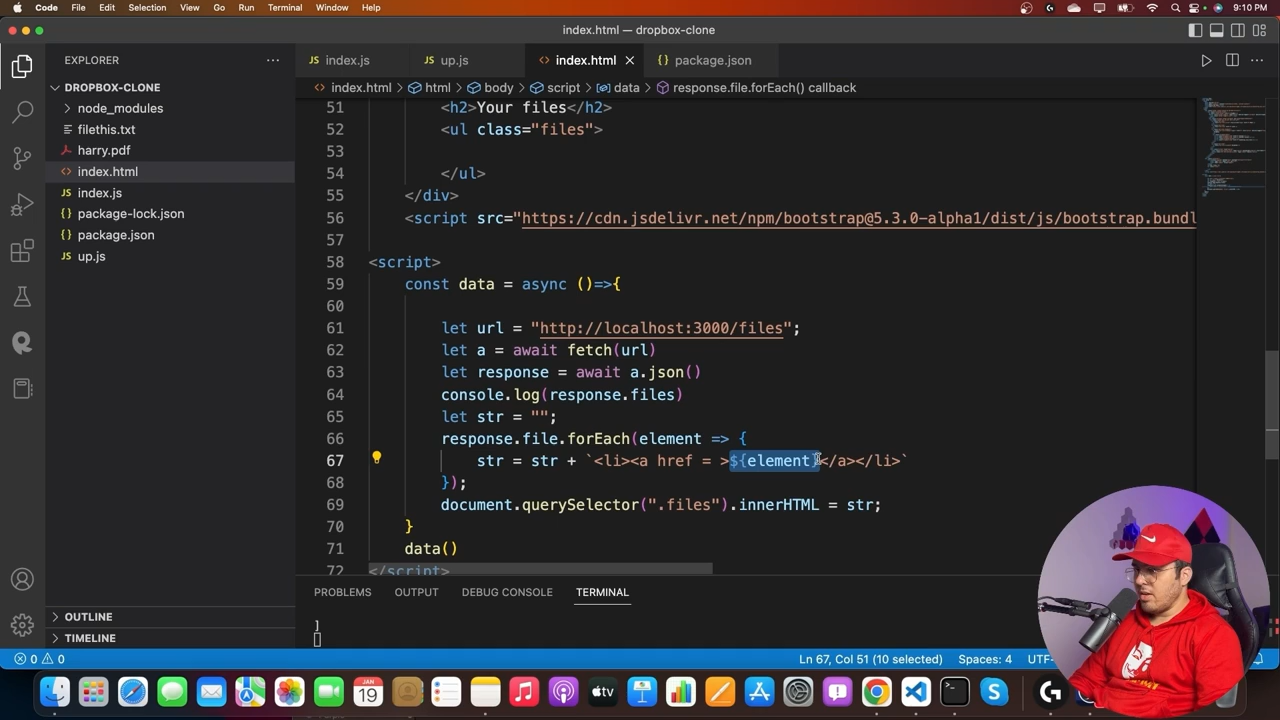 Code File Edit Selection View Go Run Terminal Window Help 9:10 PM
index.html — dropbox-clone
EXPLORER
DROPBOX-CLONE
node_modules
filethis.txt
harry.pdf
index.html
JS index.js
{} package-lock.json
{} package.json
JS up.js
OUTLINE
TIMELINE
JS index.js JS up.js <> index.html {} package.json
<> index.html > html > body > script > data > response.file.forEach() callback
51 <h2>Your files</h2>
52 <ul class="files">
53
54 </ul>
55 </div>
56 <script src="https://cdn.jsdelivr.net/npm/bootstrap@5.3.0-alpha1/dist/js/bootstrap.bundl
57
58 <script>
59 const data = async ()=>{
60
61 let url = "http://localhost:3000/files";
62 let a = await fetch(url)
63 let response = await a.json()
64 console.log(response.files)
65 let str = "";
66 response.file.forEach(element => {
67 str = str + `<li><a href = >${element}</a></li>`
68 });
69 document.querySelector(".files").innerHTML = str;
70 }
71 data()
72 </script>
PROBLEMS OUTPUT DEBUG CONSOLE TERMINAL
]
0 0 Ln 67, Col 51 (10 selected) Spaces: 4 UTF-
JAN
19
tv